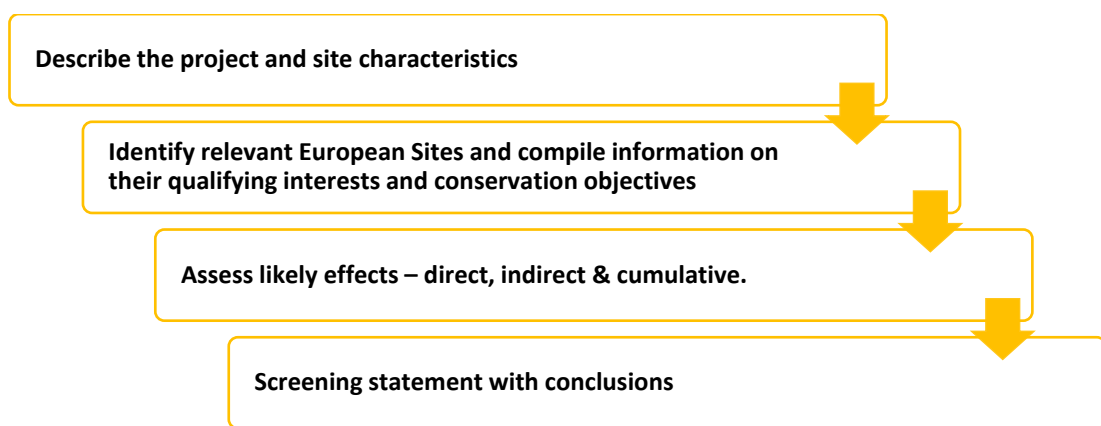 Describe the project and site characteristics
Identify relevant European Sites and compile information on
their qualifying interests and conservation objectives
Assess likely effects – direct, indirect & cumulative.
Screening statement with conclusions